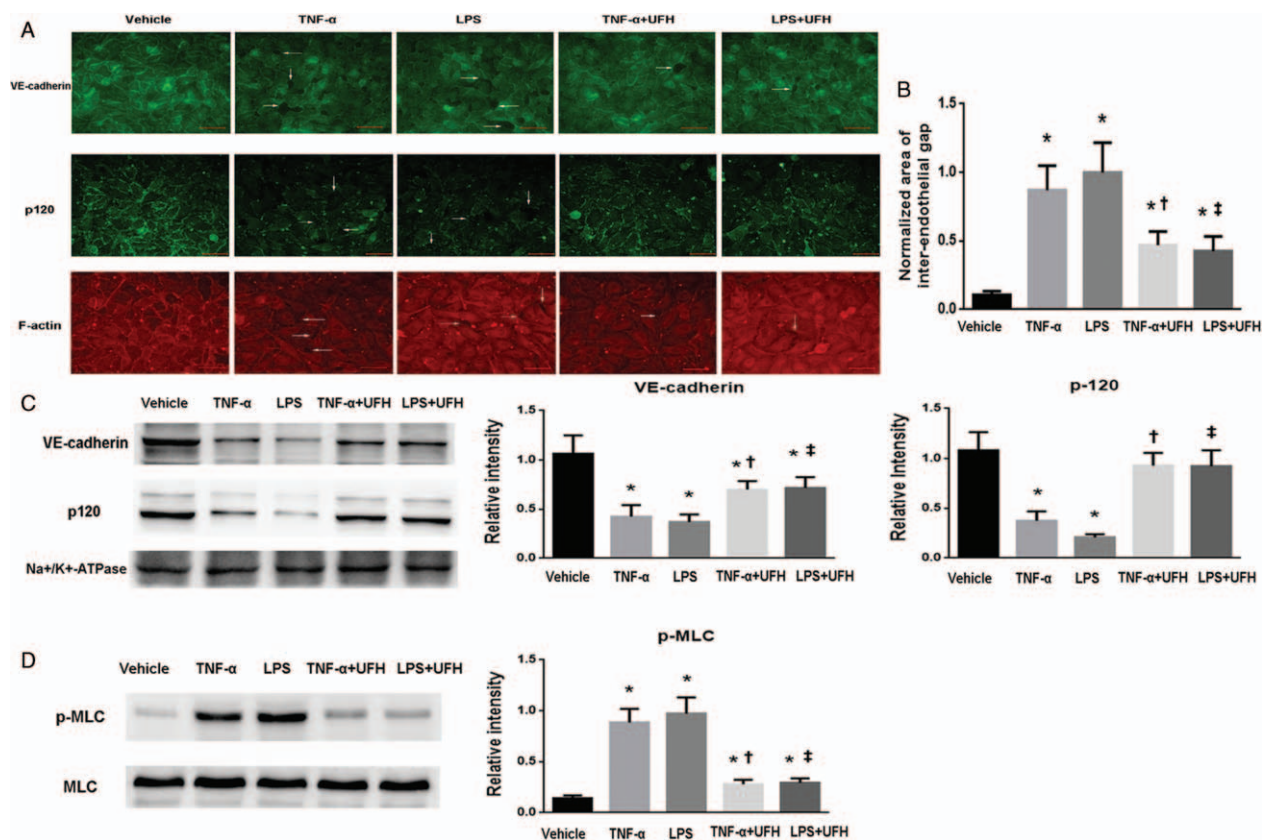 A
Vehicle TNF-α LPS TNF-α+UFH LPS+UFH
VE-cadherin
p120
F-actin
B
Normalized area of
inter-endothelial gap
1.5
1.0
0.5
0.0
* * * † * ‡
Vehicle TNF-α LPS TNF-α+UFH LPS+UFH
C
Vehicle TNF-α LPS TNF-α+UFH LPS+UFH
VE-cadherin
p120
Na+/K+-ATPase
VE-cadherin
Relative intensity
1.5
1.0
0.5
0.0
* * * † * ‡
Vehicle TNF-α LPS TNF-α+UFH LPS+UFH
p-120
Relative Intensity
1.5
1.0
0.5
0.0
* * † ‡
Vehicle TNF-α LPS TNF-α+UFH LPS+UFH
D
Vehicle TNF-α LPS TNF-α+UFH LPS+UFH
p-MLC
MLC
p-MLC
Relative intensity
1.5
1.0
0.5
0.0
* * * † * ‡
Vehicle TNF-α LPS TNF-α+UFH LPS+UFH